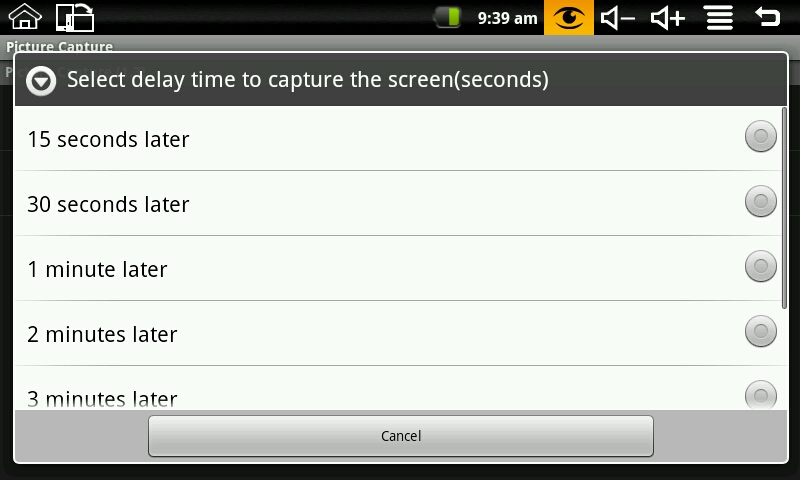 9:39 am
Picture Capture
Select delay time to capture the screen(seconds)
15 seconds later
30 seconds later
1 minute later
2 minutes later
3 minutes later
Cancel